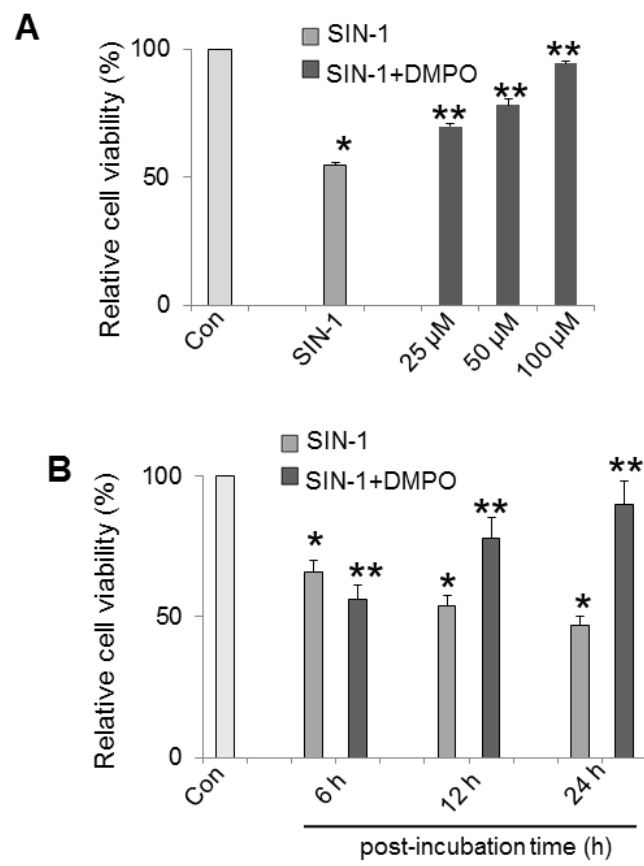 A
Relative cell viability (%)
100
50
0
SIN-1
SIN-1+DMPO
*
**
**
**
Con
SIN-1
25 µM
50 µM
100 µM
B
Relative cell viability (%)
100
50
0
SIN-1
SIN-1+DMPO
*
**
*
**
*
**
Con
6 h
12 h
24 h
post-incubation time (h)